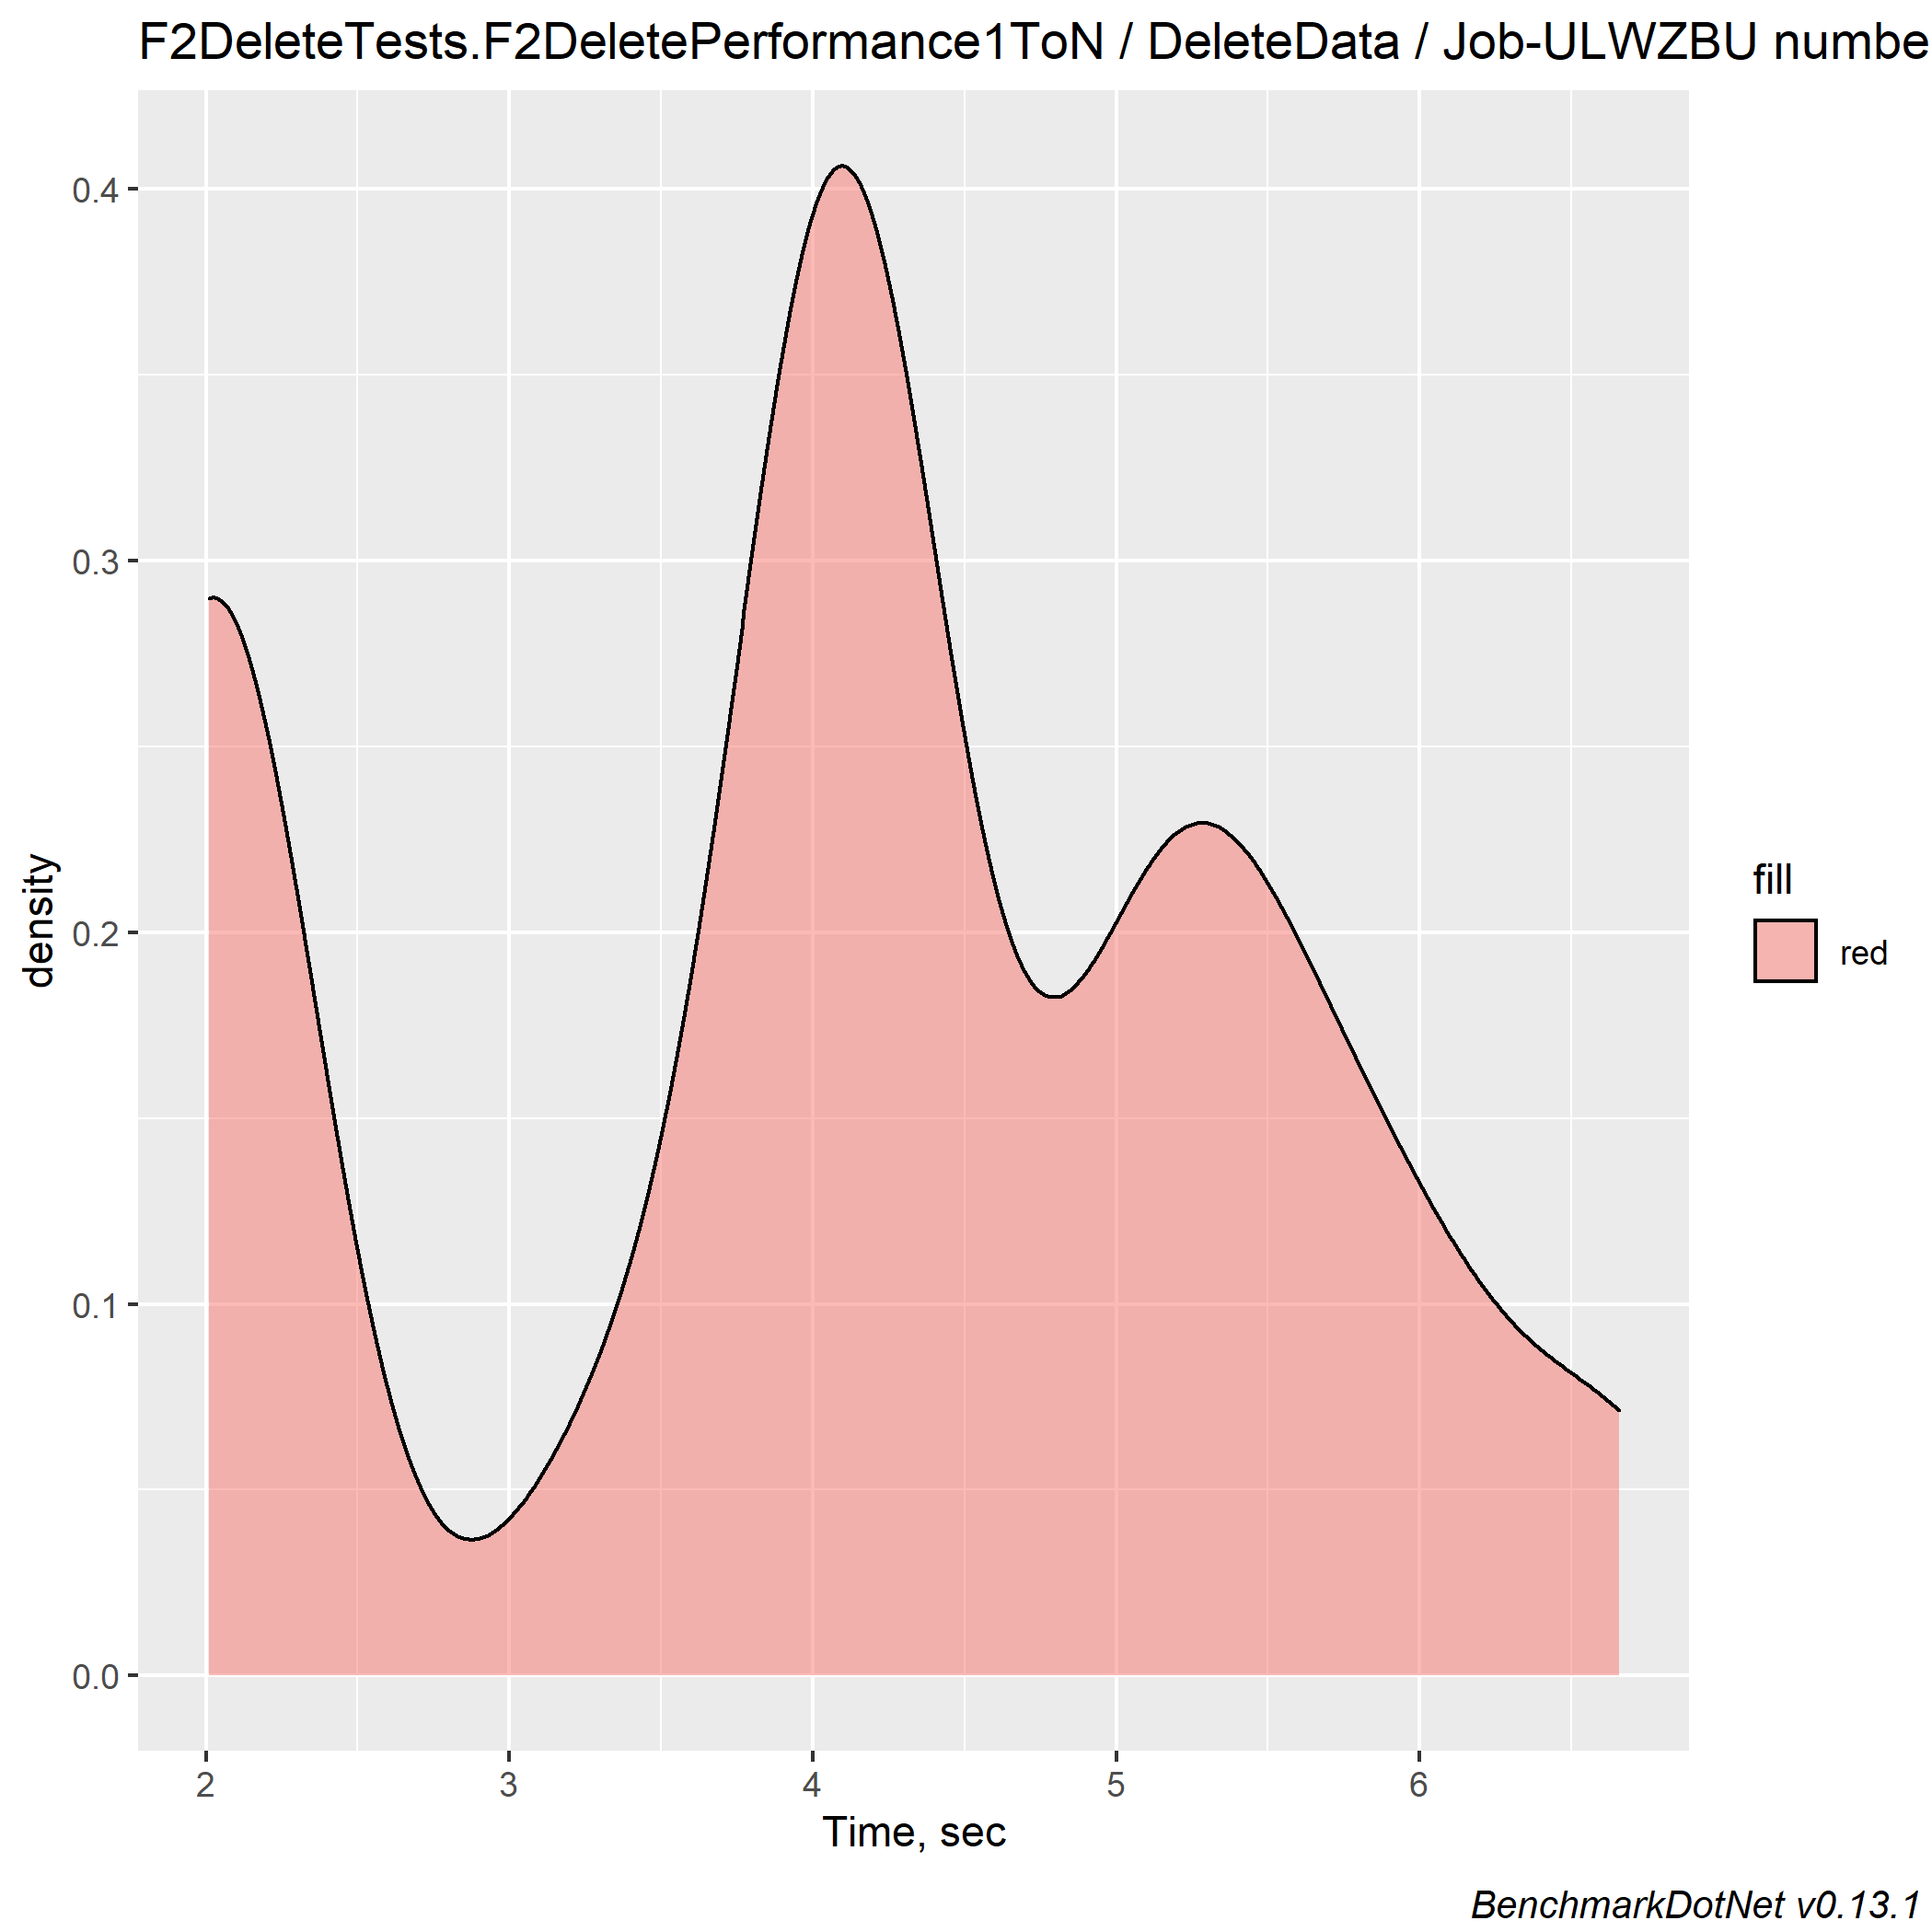 F2DeleteTests.F2DeletePerformance1ToN / DeleteData / Job-ULWZBU numbe
0.4
0.3
0.2
0.1
0.0
density
2 3 4 5 6
Time, sec
fill
red
BenchmarkDotNet v0.13.1